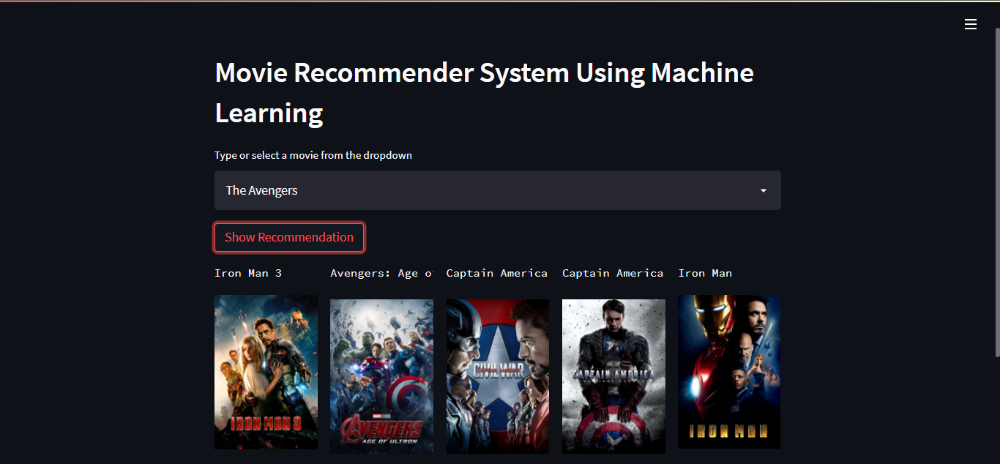 Movie Recommender System Using Machine
Learning
Type or select a movie from the dropdown
The Avengers
Show Recommendation
Iron Man 3
Avengers: Age o
Captain America
Captain America
Iron Man
IRON MAN 3
MARVEL STUDIOS
AVENGERS
AGE OF ULTRON
CIVIL WAR
CAPTAIN AMERICA
IRON MAN